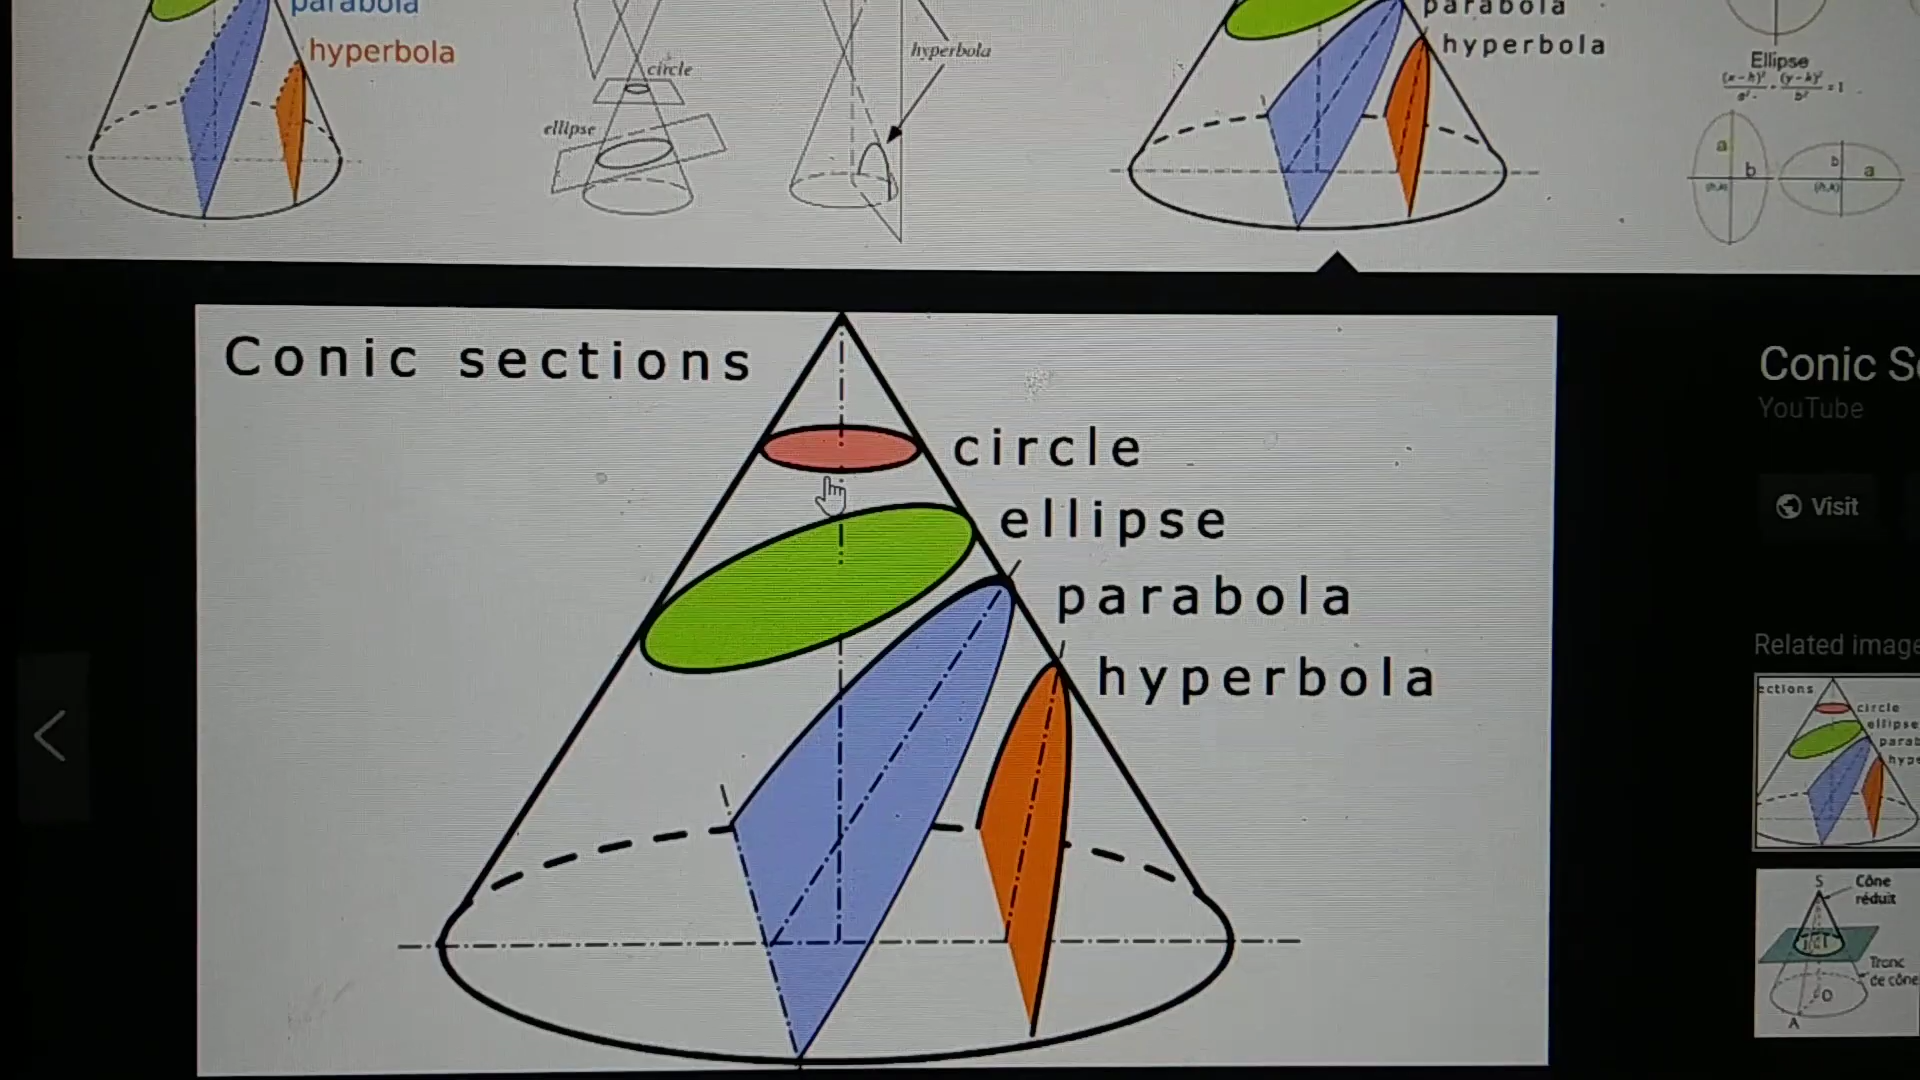 parabola
hyperbola
circle
ellipse
hyperbola
parabola
hyperbola
Ellipse
a
b
b
a
Conic sections
circle
ellipse
parabola
hyperbola
Conic
YouTube
Visit
Related
circle
ellipse
S
Cône
réduit
Tronc
de cône
O
A